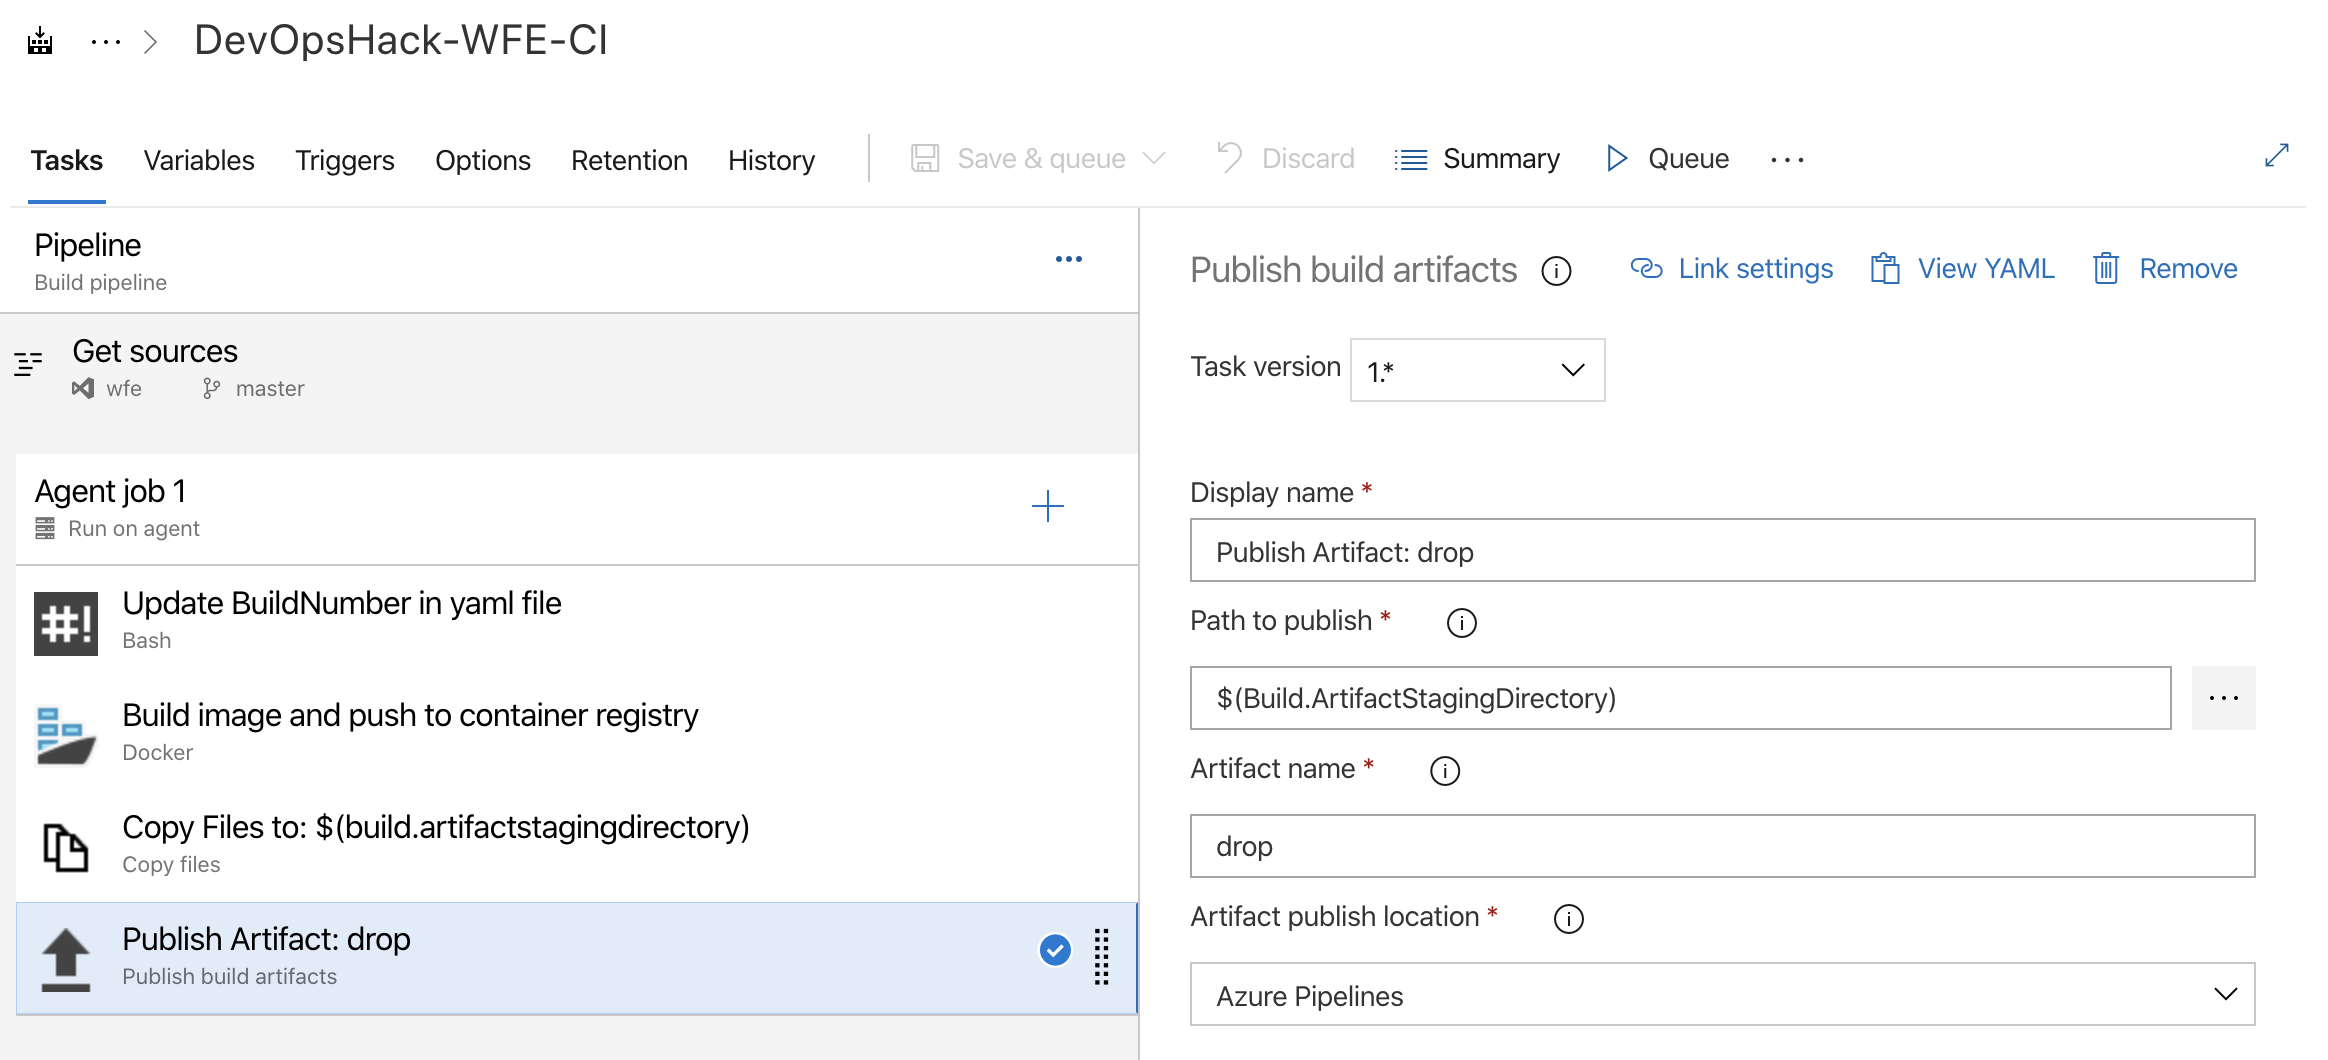 DevOpsHack-WFE-CI
Tasks Variables Triggers Options Retention History Save & queue Discard Summary Queue
Pipeline
Build pipeline
Get sources
wfe master
Agent job 1
Run on agent
#! Update BuildNumber in yaml file
Bash
Build image and push to container registry
Docker
Copy Files to: $(build.artifactstagingdirectory)
Copy files
Publish Artifact: drop
Publish build artifacts
Publish build artifacts Link settings View YAML Remove
Task version 1.*
Display name *
Publish Artifact: drop
Path to publish *
$(Build.ArtifactStagingDirectory)
Artifact name *
drop
Artifact publish location *
Azure Pipelines